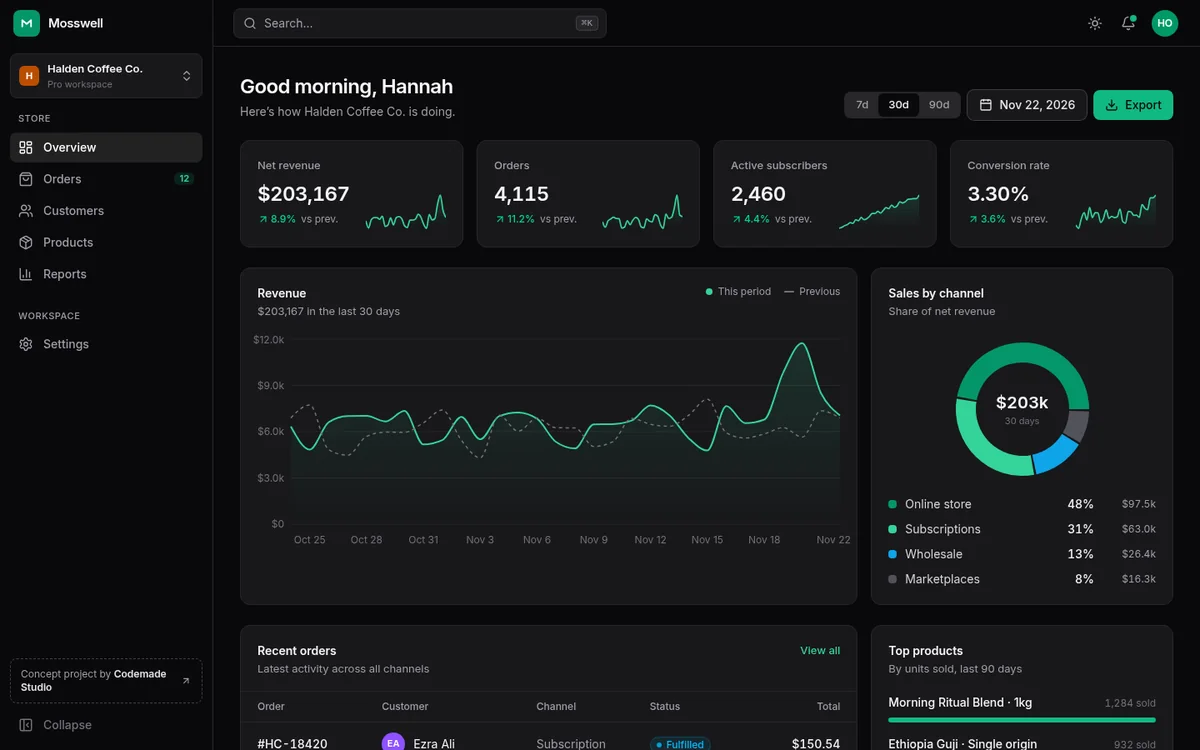 Mosswell
Search...
⌘K
HO
H
Halden Coffee Co.
Pro workspace
STORE
Overview
Orders
12
Customers
Products
Reports
WORKSPACE
Settings
Concept project by Codemade
Studio
Collapse
Good morning, Hannah
Here's how Halden Coffee Co. is doing.
7d
30d
90d
Nov 22, 2026
Export
Net revenue
$203,167
8.9% vs prev.
Orders
4,115
11.2% vs prev.
Active subscribers
2,460
4.4% vs prev.
Conversion rate
3.30%
3.6% vs prev.
Revenue
$203,167 in the last 30 days
This period
Previous
$12.0k
$9.0k
$6.0k
$3.0k
$0
Oct 25
Oct 28
Oct 31
Nov 3
Nov 6
Nov 9
Nov 12
Nov 15
Nov 18
Nov 22
Sales by channel
Share of net revenue
$203k
30 days
Online store 48% $97.5k
Subscriptions 31% $63.0k
Wholesale 13% $26.4k
Marketplaces 8% $16.3k
Recent orders
Latest activity across all channels
View all
Order Customer Channel Status Total
#HC-18420 EA Ezra Ali Subscription Fulfilled $150.54
Top products
By units sold, last 90 days
Morning Ritual Blend · 1kg 1,284 sold
Ethiopia Guji · Single origin 932 sold